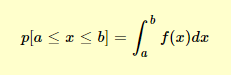 p[a ≤ x ≤ b] = ∫_a^b f(x)dx